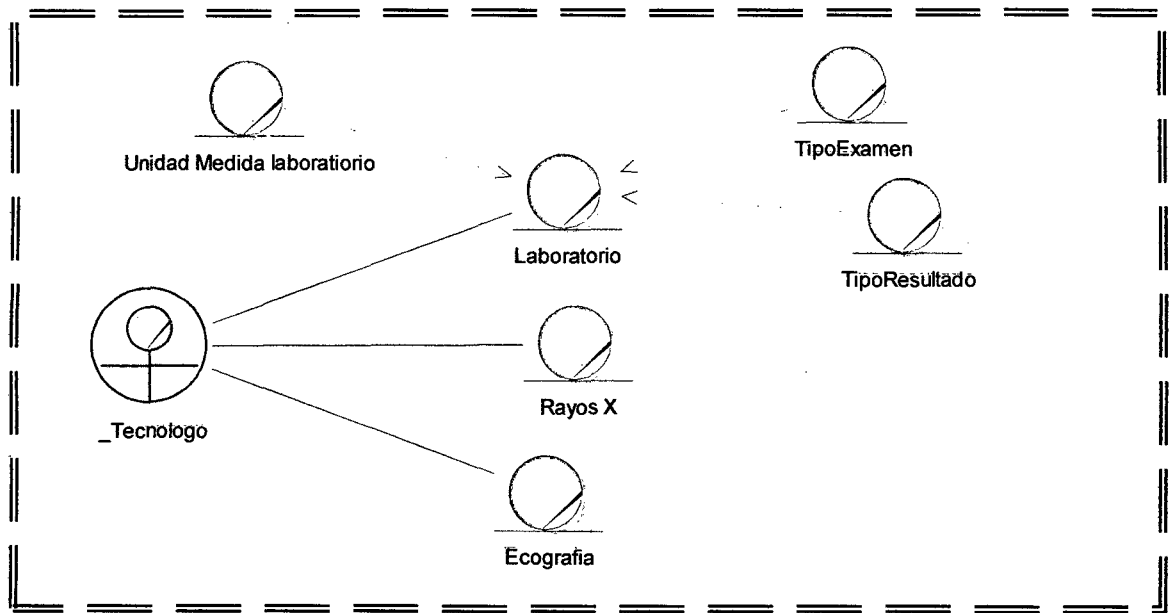 Unidad Medida laboratiorio
TipoExamen
Laboratorio
TipoResultado
Rayos X
_Tecnologo
Ecografia